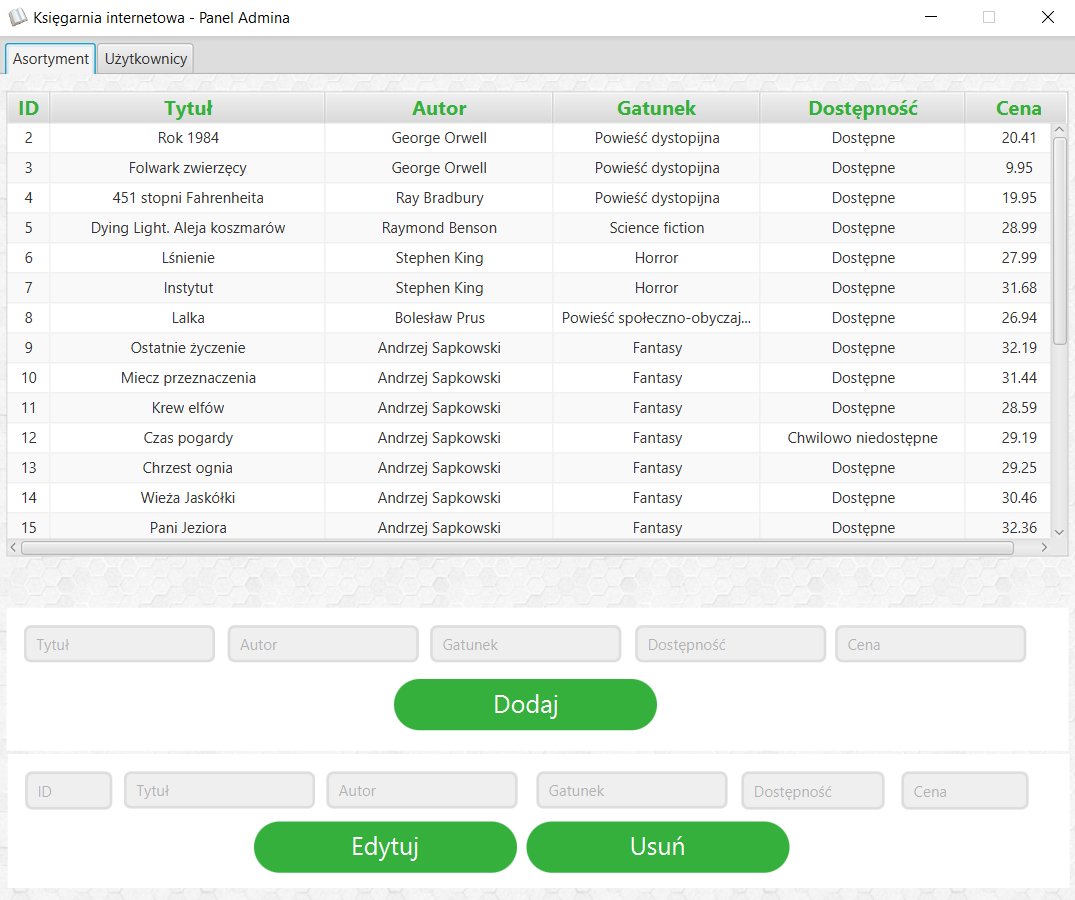 Księgarnia internetowa - Panel Admina
Asortyment Użytkownicy
ID Tytuł Autor Gatunek Dostępność Cena
2 Rok 1984 George Orwell Powieść dystopijna Dostępne 20.41
3 Folwark zwierzęcy George Orwell Powieść dystopijna Dostępne 9.95
4 451 stopni Fahrenheita Ray Bradbury Powieść dystopijna Dostępne 19.95
5 Dying Light. Aleja koszmarów Raymond Benson Science fiction Dostępne 28.99
6 Lśnienie Stephen King Horror Dostępne 27.99
7 Instytut Stephen King Horror Dostępne 31.68
8 Lalka Bolesław Prus Powieść społeczno-obyczaj... Dostępne 26.94
9 Ostatnie życzenie Andrzej Sapkowski Fantasy Dostępne 32.19
10 Miecz przeznaczenia Andrzej Sapkowski Fantasy Dostępne 31.44
11 Krew elfów Andrzej Sapkowski Fantasy Dostępne 28.59
12 Czas pogardy Andrzej Sapkowski Fantasy Chwilowo niedostępne 29.19
13 Chrzest ognia Andrzej Sapkowski Fantasy Dostępne 29.25
14 Wieża Jaskółki Andrzej Sapkowski Fantasy Dostępne 30.46
15 Pani Jeziora Andrzej Sapkowski Fantasy Dostępne 32.36
Tytuł Autor Gatunek Dostępność Cena
Dodaj
ID Tytuł Autor Gatunek Dostępność Cena
Edytuj Usuń